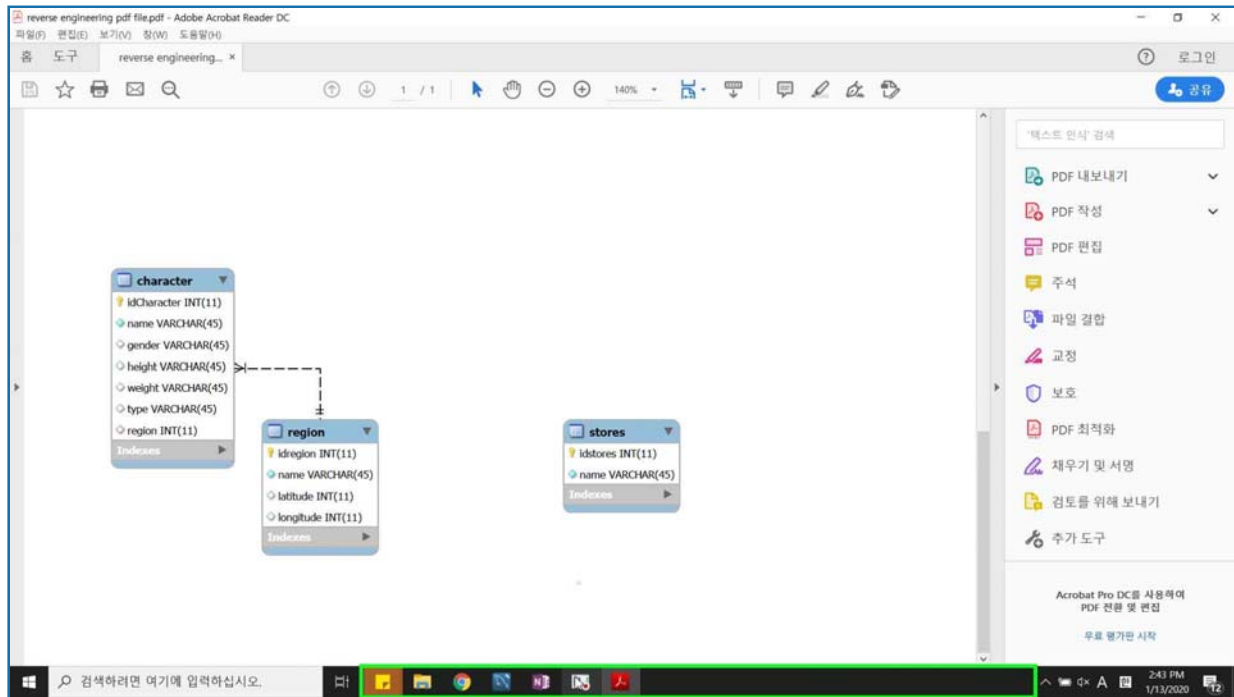 reverse engineering pdf file.pdf - Adobe Acrobat Reader DC
파일(F) 편집(E) 보기(V) 창(W) 도움말(H)
홈 도구 reverse engineering... × 로그인
1 / 1 140% 공유
'텍스트 인식' 검색
PDF 내보내기
PDF 작성
PDF 편집
주석
파일 결합
교정
보호
PDF 최적화
채우기 및 서명
검토를 위해 보내기
추가 도구
Acrobat Pro DC를 사용하여
PDF 전환 및 편집
무료 평가판 시작
character
idCharacter INT(11)
name VARCHAR(45)
gender VARCHAR(45)
height VARCHAR(45)
weight VARCHAR(45)
type VARCHAR(45)
region INT(11)
Indexes
region
idregion INT(11)
name VARCHAR(45)
latitude INT(11)
longitude INT(11)
Indexes
stores
idstores INT(11)
name VARCHAR(45)
Indexes
검색하려면 여기에 입력하십시오.
A
2:43 PM
1/13/2020
12